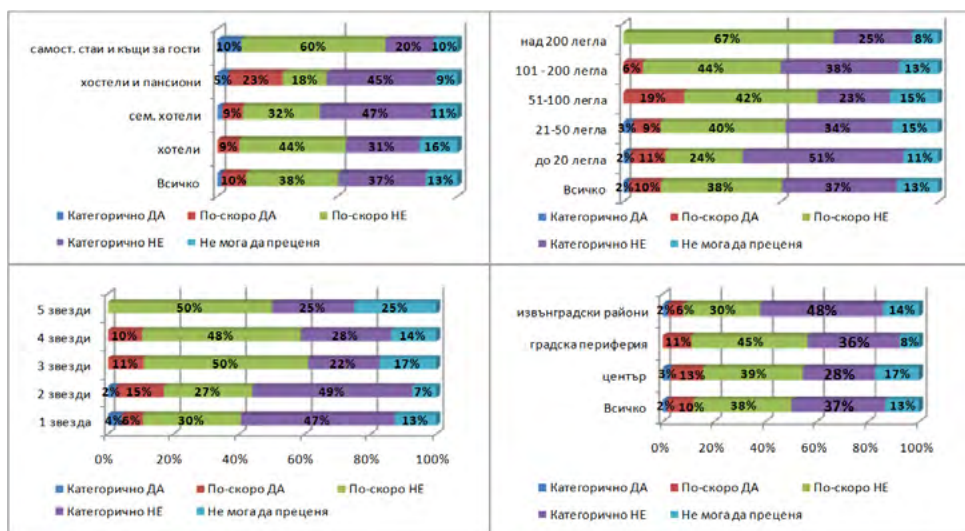 самост. стаи и къщи за гости
10% 60% 20% 10%
хостели и пансиони
5% 23% 18% 45% 9%
сем. хотели
9% 32% 47% 11%
хотели
9% 44% 31% 16%
Всичко
10% 38% 37% 13%
Категорично ДА По-скоро ДА По-скоро НЕ
Категорично НЕ Не мога да преценя
над 200 легла
67% 25% 8%
101 - 200 легла
6% 44% 38% 13%
51-100 легла
19% 42% 23% 15%
21-50 легла
3% 9% 40% 34% 15%
до 20 легла
2% 11% 24% 51% 11%
Всичко
2% 10% 38% 37% 13%
Категорично ДА По-скоро ДА По-скоро НЕ
Категорично НЕ Не мога да преценя
5 звезди
50% 25% 25%
4 звезди
10% 48% 28% 14%
3 звезди
11% 50% 22% 17%
2 звезди
2% 15% 27% 49% 7%
1 звезда
4% 6% 30% 47% 13%
0% 20% 40% 60% 80% 100%
Категорично ДА По-скоро ДА По-скоро НЕ
Категорично НЕ Не мога да преценя
извънградски райони
2% 6% 30% 48% 14%
градска периферия
11% 45% 36% 8%
център
3% 13% 39% 28% 17%
Всичко
2% 10% 38% 37% 13%
0% 20% 40% 60% 80% 100%
Категорично ДА По-скоро ДА По-скоро НЕ
Категорично НЕ Не мога да преценя